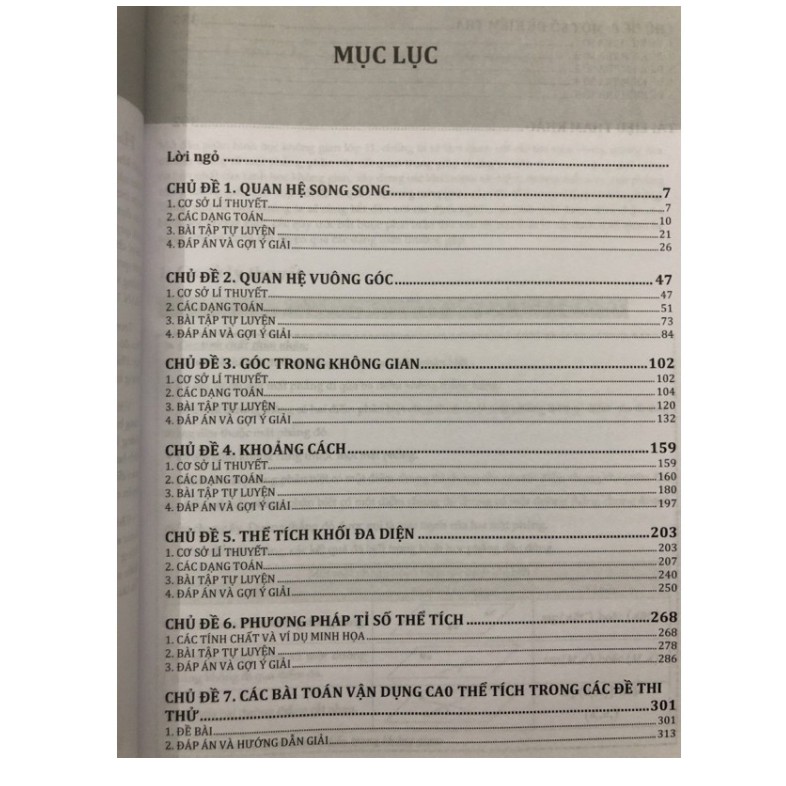 MỤC LỤC
Lời ngỏ
CHỦ ĐỀ 1. QUAN HỆ SONG SONG 7
1. CƠ SỞ LÍ THUYẾT 7
2. CÁC DẠNG TOÁN 10
3. BÀI TẬP TỰ LUYỆN 21
4. ĐÁP ÁN VÀ GỢI Ý GIẢI 26
CHỦ ĐỀ 2. QUAN HỆ VUÔNG GÓC 47
1. CƠ SỞ LÍ THUYẾT 47
2. CÁC DẠNG TOÁN 51
3. BÀI TẬP TỰ LUYỆN 73
4. ĐÁP ÁN VÀ GỢI Ý GIẢI 84
CHỦ ĐỀ 3. GÓC TRONG KHÔNG GIAN 102
1. CƠ SỞ LÍ THUYẾT 102
2. CÁC DẠNG TOÁN 104
3. BÀI TẬP TỰ LUYỆN 120
4. ĐÁP ÁN VÀ GỢI Ý GIẢI 132
CHỦ ĐỀ 4. KHOẢNG CÁCH 159
1. CƠ SỞ LÍ THUYẾT 159
2. CÁC DẠNG TOÁN 160
3. BÀI TẬP TỰ LUYỆN 180
4. ĐÁP ÁN VÀ GỢI Ý GIẢI 197
CHỦ ĐỀ 5. THỂ TÍCH KHỐI ĐA DIỆN 203
1. CƠ SỞ LÍ THUYẾT 203
2. CÁC DẠNG TOÁN 207
3. BÀI TẬP TỰ LUYỆN 240
4. ĐÁP ÁN VÀ GỢI Ý GIẢI 250
CHỦ ĐỀ 6. PHƯƠNG PHÁP TỈ SỐ THỂ TÍCH 268
1. CÁC TÍNH CHẤT VÀ VÍ DỤ MINH HỌA 268
2. BÀI TẬP TỰ LUYỆN 278
3. ĐÁP ÁN VÀ GỢI Ý GIẢI 286
CHỦ ĐỀ 7. CÁC BÀI TOÁN VẬN DỤNG CAO THỂ TÍCH TRONG CÁC ĐỀ THI
THỬ 301
1. ĐỀ BÀI 301
2. ĐÁP ÁN VÀ HƯỚNG DẪN GIẢI 313